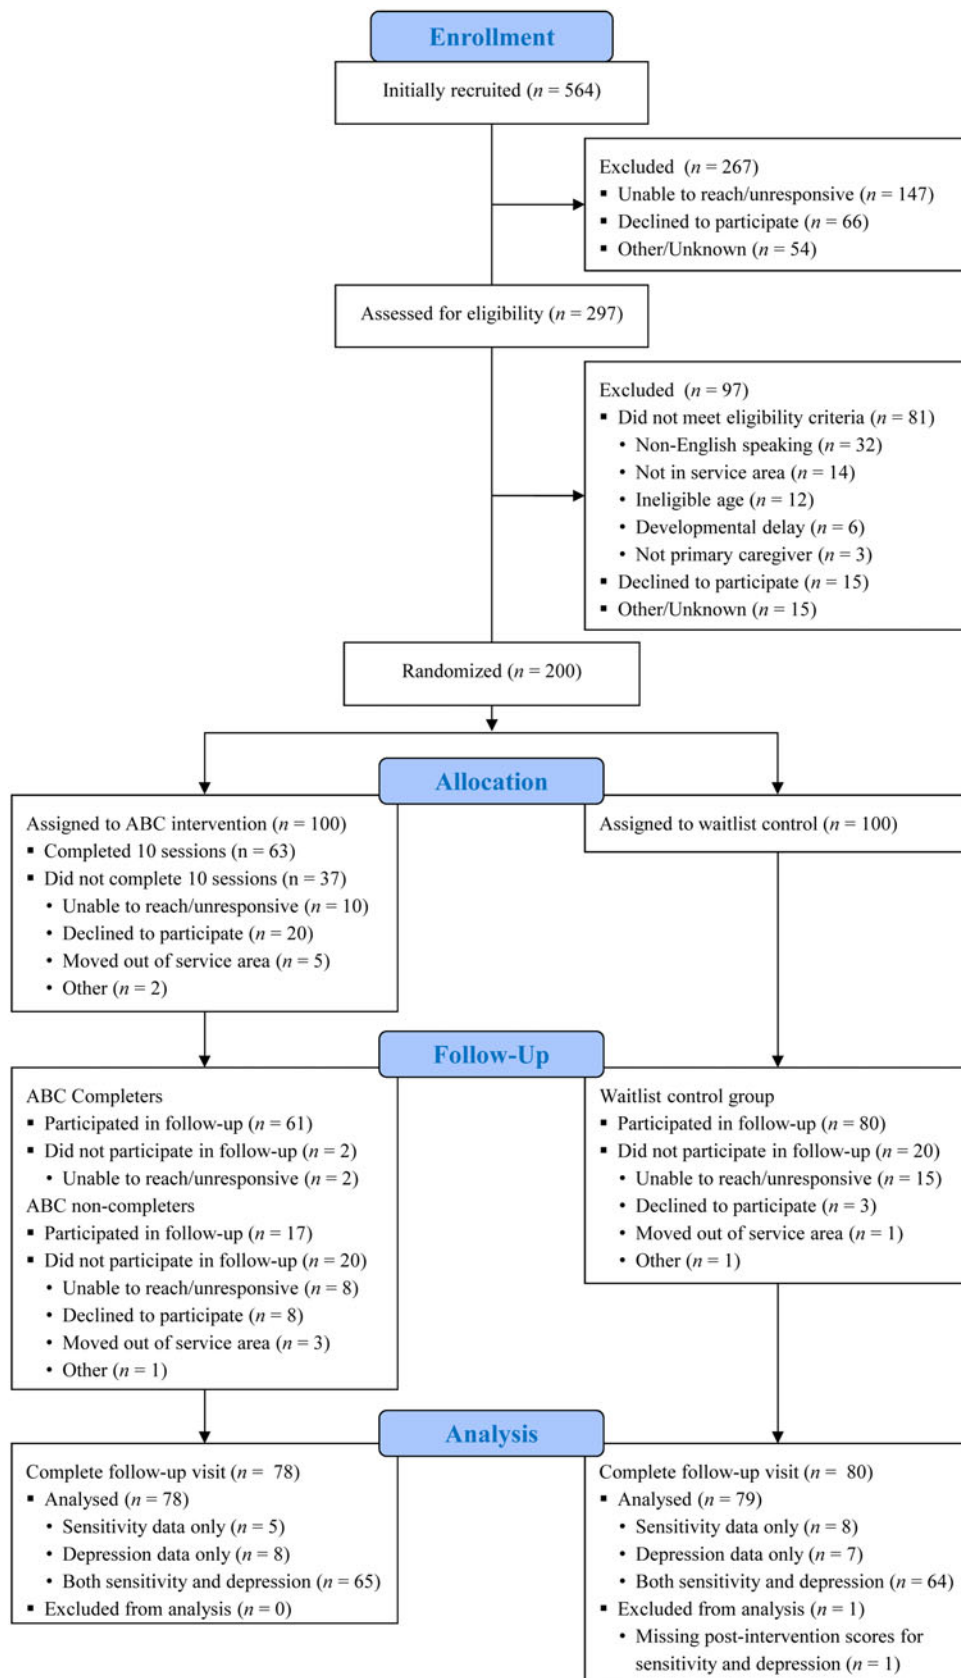 Enrollment
Initially recruited (n = 564)
Excluded (n = 267)
▪ Unable to reach/unresponsive (n = 147)
▪ Declined to participate (n = 66)
▪ Other/Unknown (n = 54)
Assessed for eligibility (n = 297)
Excluded (n = 97)
▪ Did not meet eligibility criteria (n = 81)
• Non-English speaking (n = 32)
• Not in service area (n = 14)
• Ineligible age (n = 12)
• Developmental delay (n = 6)
• Not primary caregiver (n = 3)
▪ Declined to participate (n = 15)
▪ Other/Unknown (n = 15)
Randomized (n = 200)
Allocation
Assigned to ABC intervention (n = 100)
▪ Completed 10 sessions (n = 63)
▪ Did not complete 10 sessions (n = 37)
• Unable to reach/unresponsive (n = 10)
• Declined to participate (n = 20)
• Moved out of service area (n = 5)
• Other (n = 2)
Assigned to waitlist control (n = 100)
Follow-Up
ABC Completers
▪ Participated in follow-up (n = 61)
▪ Did not participate in follow-up (n = 2)
• Unable to reach/unresponsive (n = 2)
ABC non-completers
▪ Participated in follow-up (n = 17)
▪ Did not participate in follow-up (n = 20)
• Unable to reach/unresponsive (n = 8)
• Declined to participate (n = 8)
• Moved out of service area (n = 3)
• Other (n = 1)
Waitlist control group
▪ Participated in follow-up (n = 80)
▪ Did not participate in follow-up (n = 20)
• Unable to reach/unresponsive (n = 15)
• Declined to participate (n = 3)
• Moved out of service area (n = 1)
• Other (n = 1)
Analysis
Complete follow-up visit (n = 78)
▪ Analysed (n = 78)
• Sensitivity data only (n = 5)
• Depression data only (n = 8)
• Both sensitivity and depression (n = 65)
▪ Excluded from analysis (n = 0)
Complete follow-up visit (n = 80)
▪ Analysed (n = 79)
• Sensitivity data only (n = 8)
• Depression data only (n = 7)
• Both sensitivity and depression (n = 64)
▪ Excluded from analysis (n = 1)
• Missing post-intervention scores for
sensitivity and depression (n = 1)